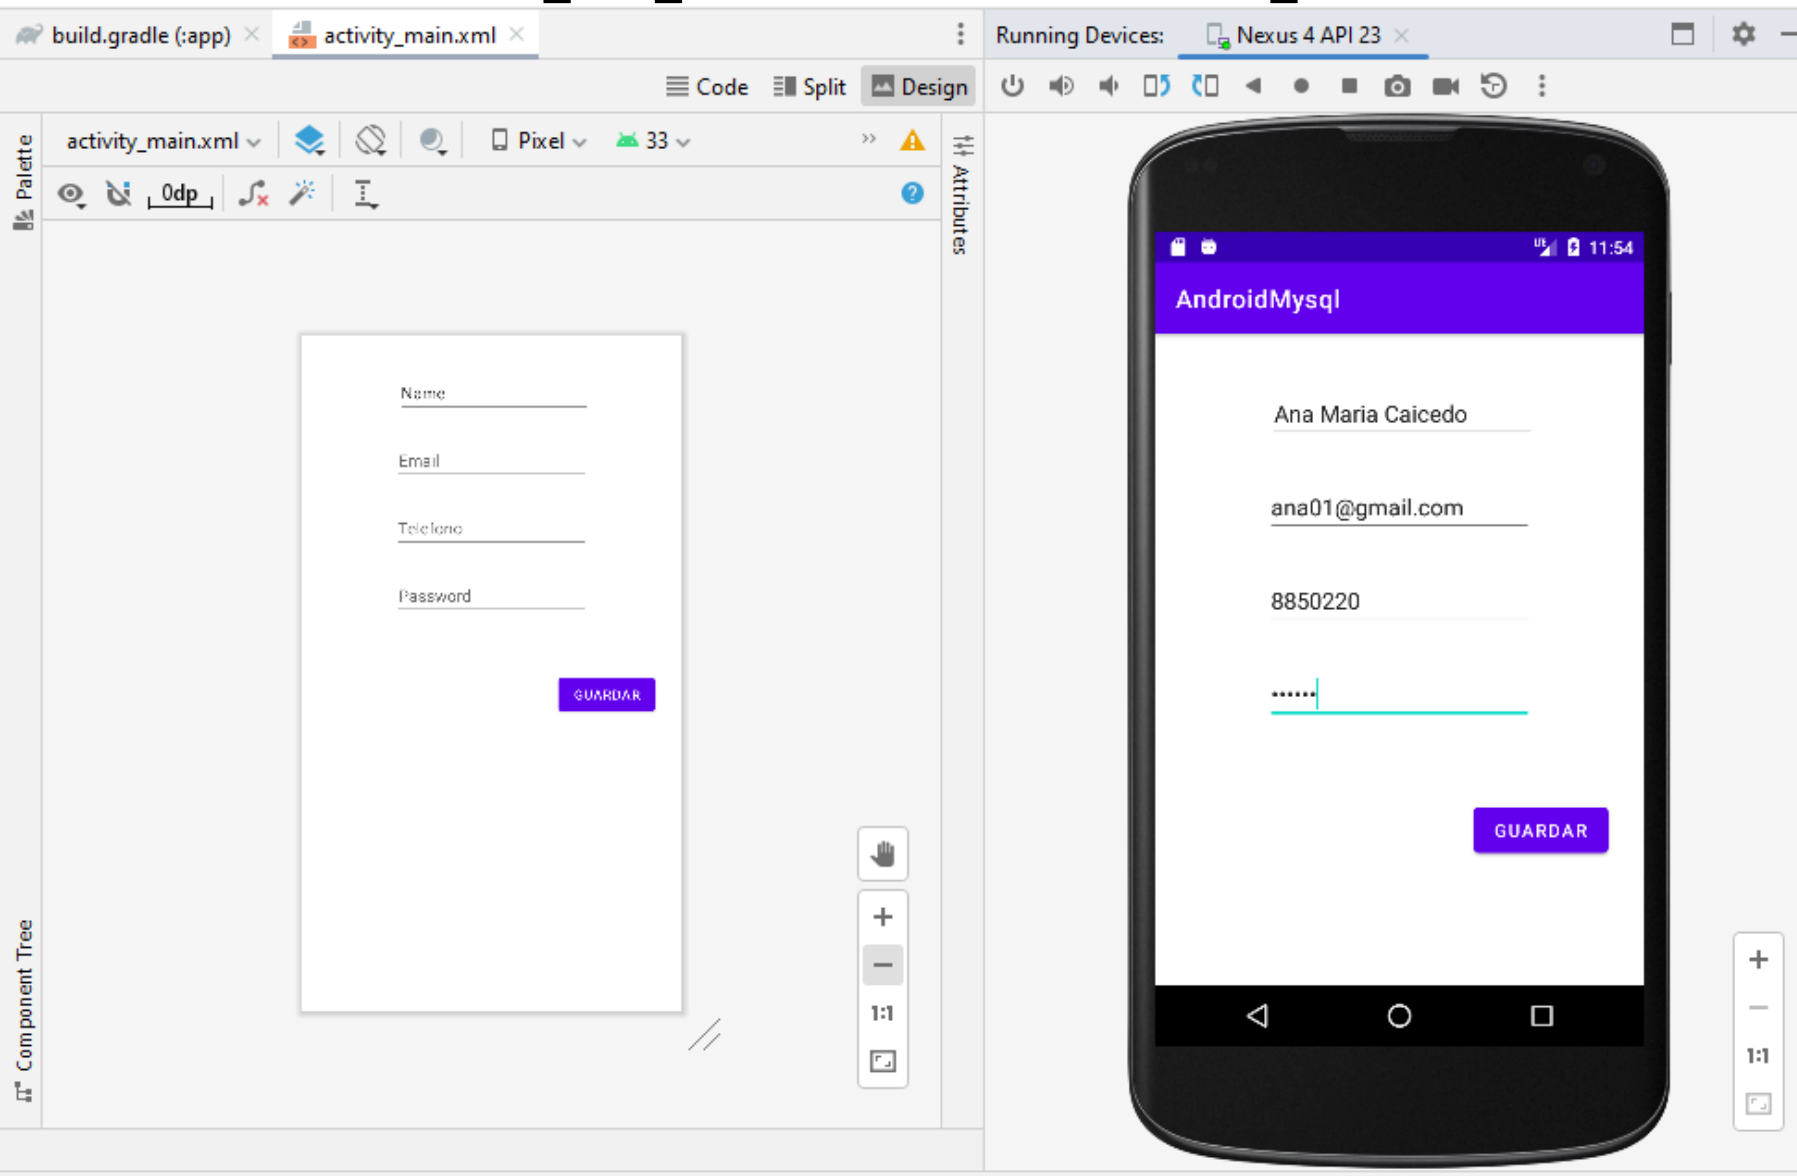 build.gradle (:app)
activity_main.xml
Running Devices:
Nexus 4 API 23
Code
Split
Design
Palette
activity_main.xml
Pixel
33
0dp
Attributes
Name
Email
Telefono
Password
GUARDAR
1:1
Component Tree
LTE
11:54
AndroidMysql
Ana Maria Caicedo
ana01@gmail.com
8850220
••••••
GUARDAR
1:1